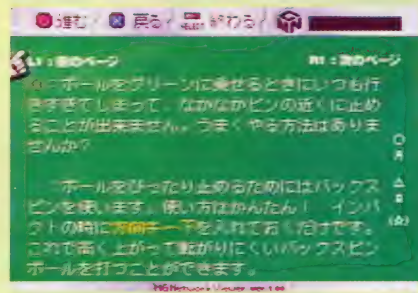 進む 戻る SELECT 終わる
L1:前のページ R1:次のページ
Q:ボールをグリーンに乗せるときにいつも行
きすぎてしまって、なかなかピンの近くに止め
ることが出来ません。うまくやる方法はありま
せんか?
:ボールをぴったり止めるためにはバックス
ピンを使います。使い方はかんたん! インパ
クトの時に方向キー下を入れておくだけです。
これで高く上がって転がりにくいバックスピン
ボールを打つことができます。
Network Viewer ver 1.00